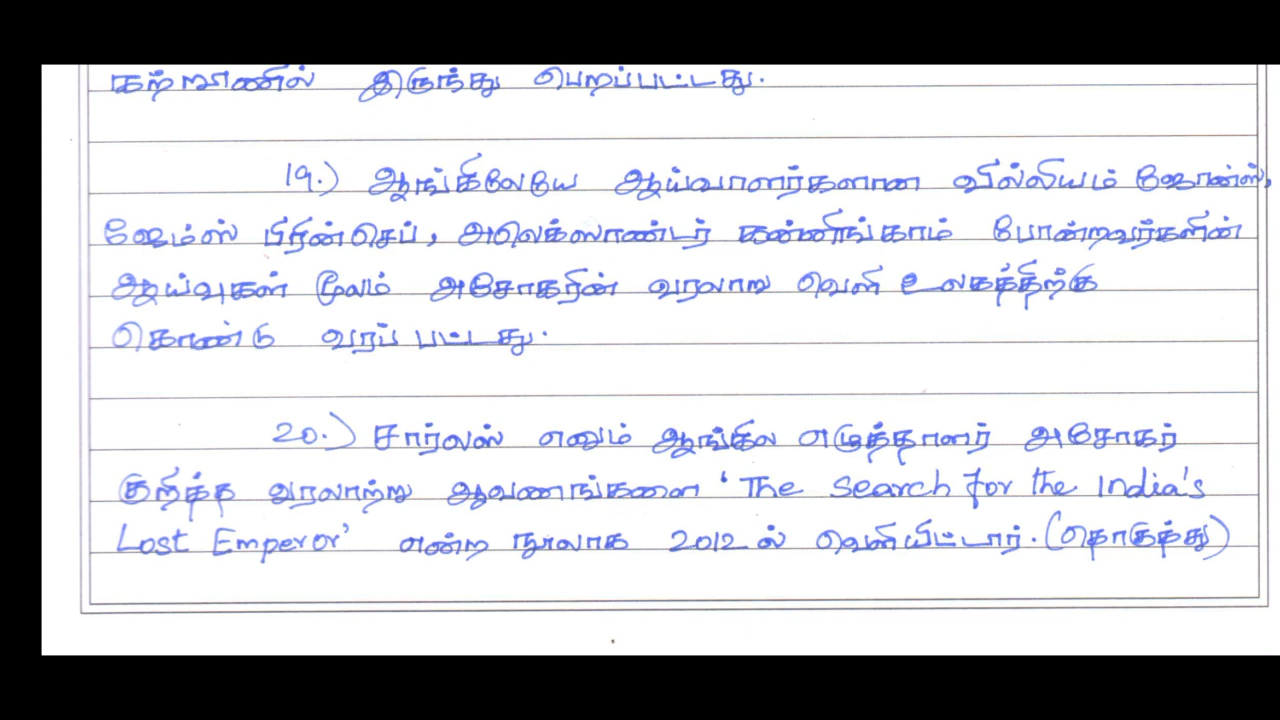 கற்றூணில் இருந்து பெறப்பட்டது.
19.) ஆங்கிலேயே ஆய்வாளர்களான வில்லியம் ஜோன்ஸ்,
ஜேம்ஸ் பிரின்செப், அலெக்ஸாண்டர் கன்னிங்காம் போன்றவர்களின்
ஆய்வுகள் மூலம் அசோகரின் வரலாறு வெளி உலகத்திற்கு
கொண்டு வரப் பட்டது.
20.) சார்லஸ் எனும் ஆங்கில எழுத்தாளர் அசோகர்
குறித்த வரலாற்று ஆவணங்களை ‘The Search for the India's
Lost Emperor’ என்ற நூலாக 2012ல் வெளியிட்டார். (தொகுத்து)